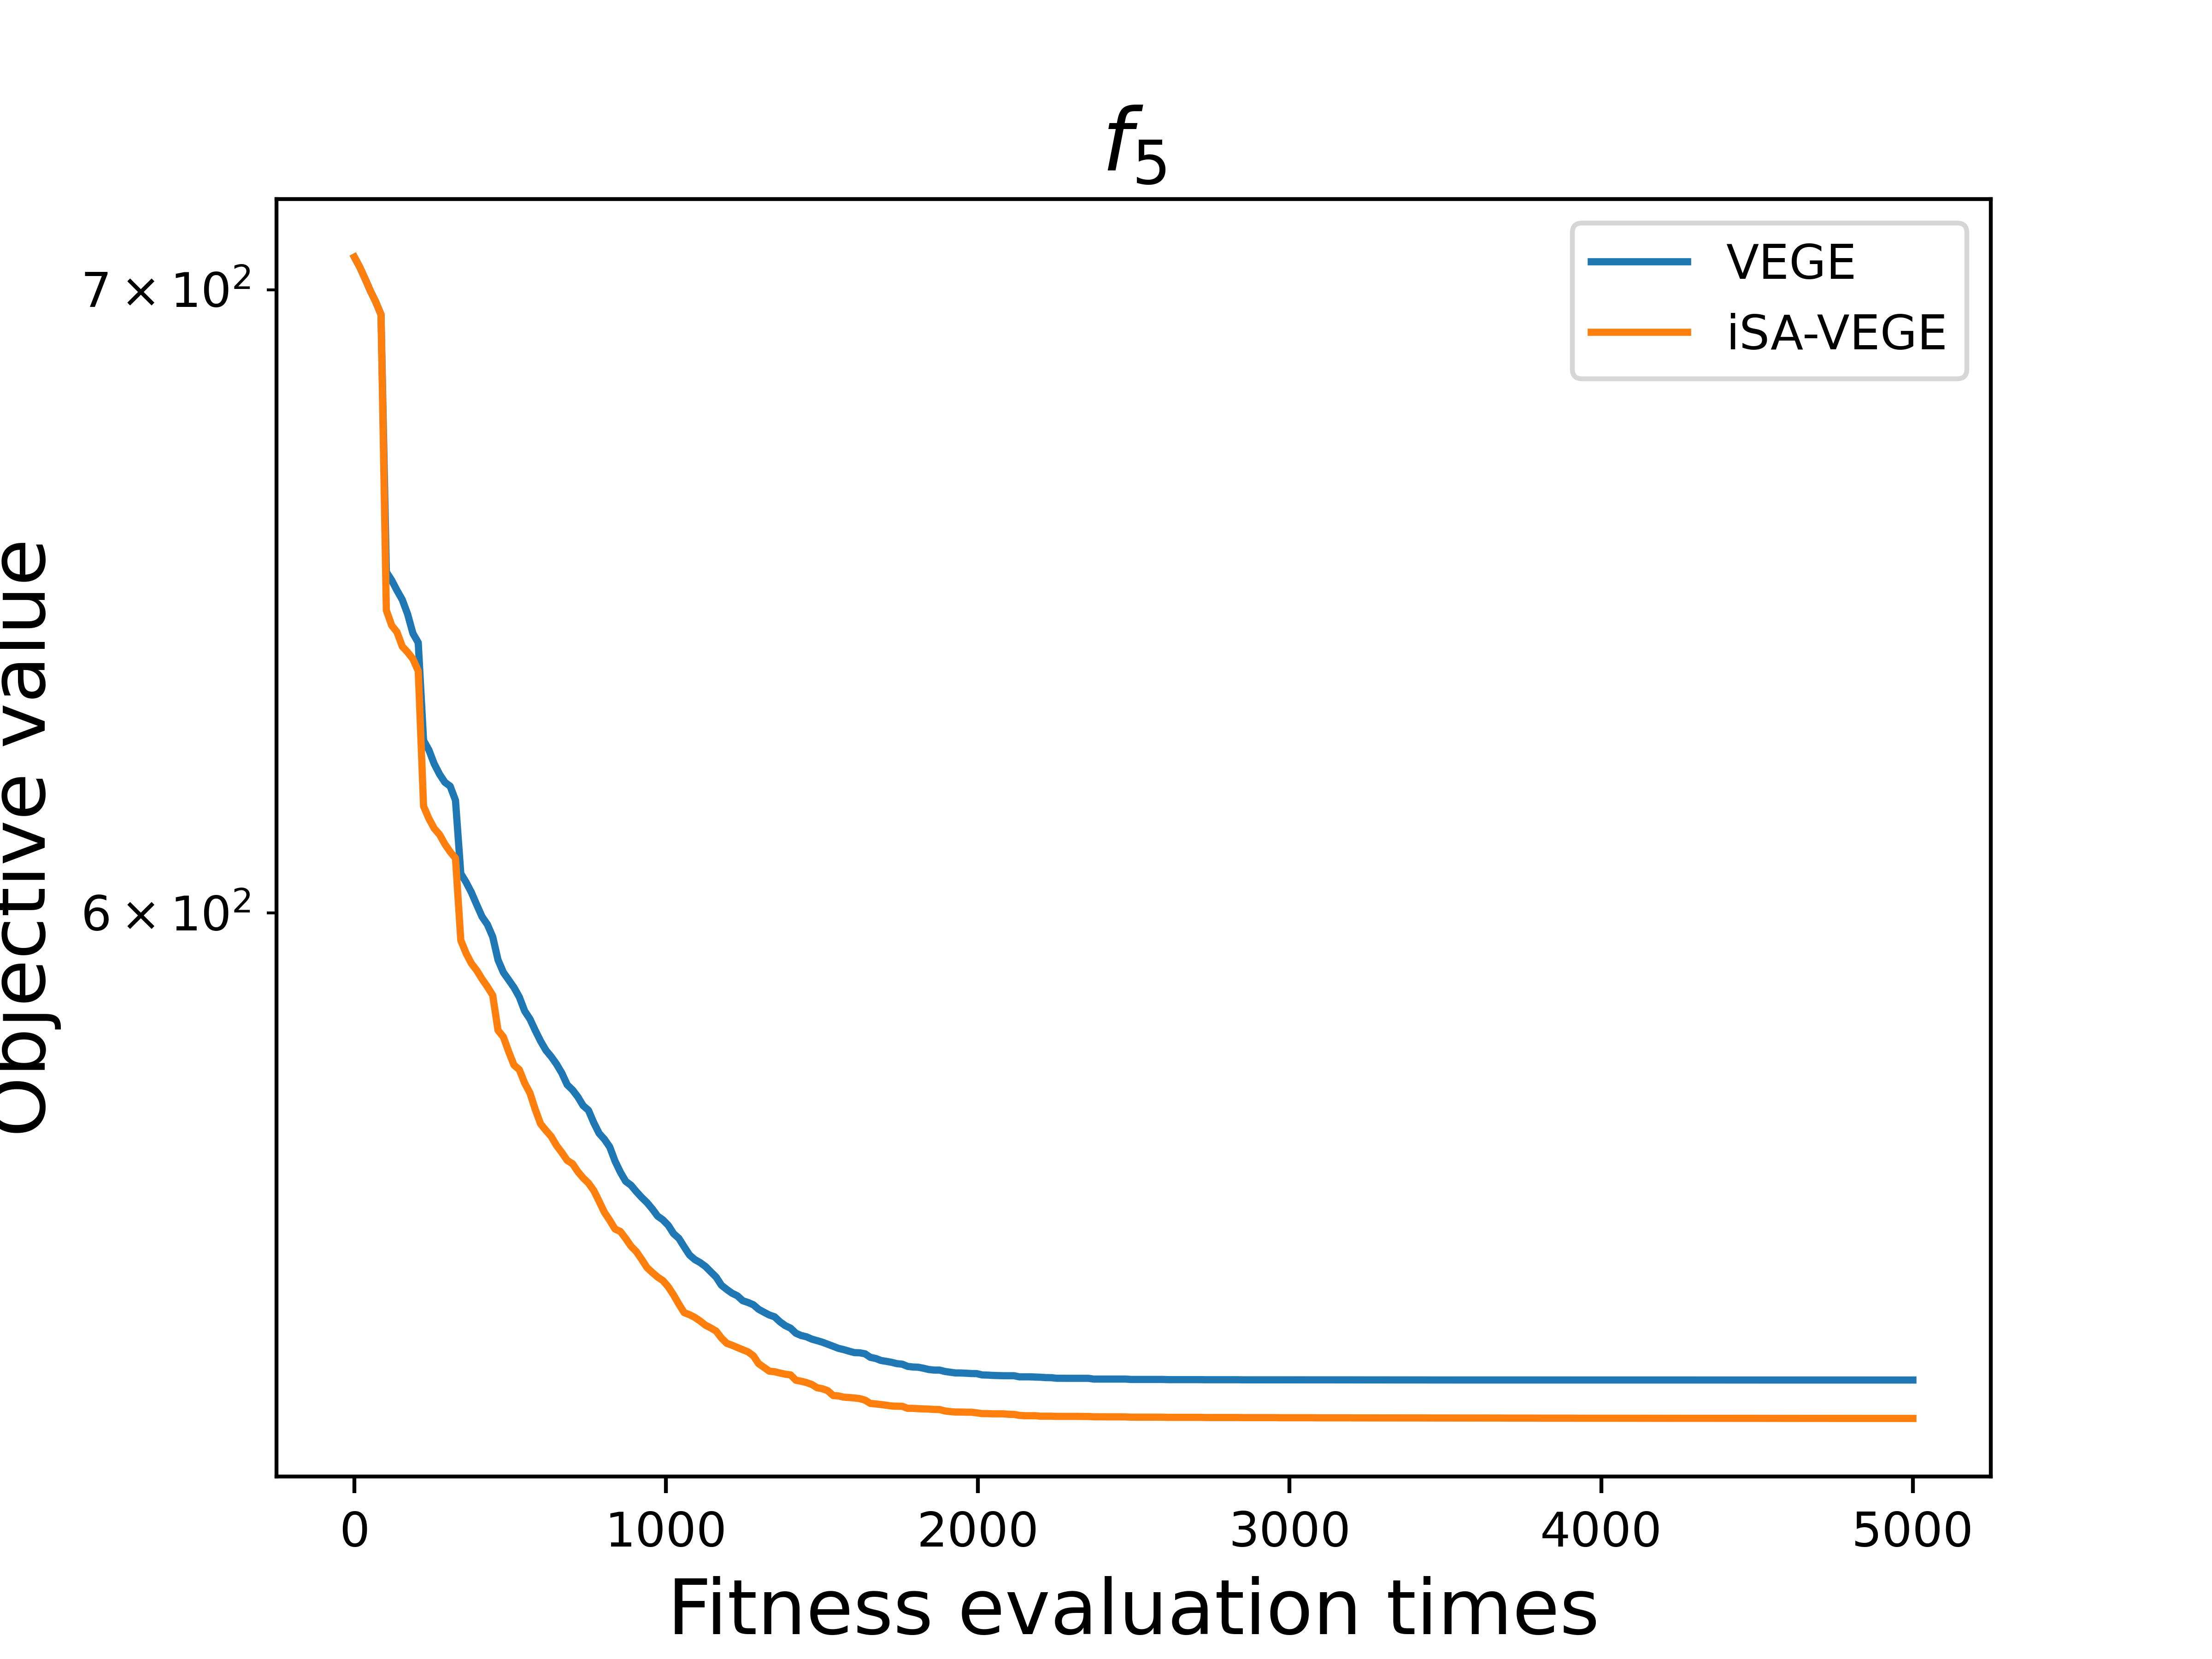 f₅
VEGE
iSA-VEGE
7 × 10²
6 × 10²
Objective value
0 1000 2000 3000 4000 5000
Fitness evaluation times